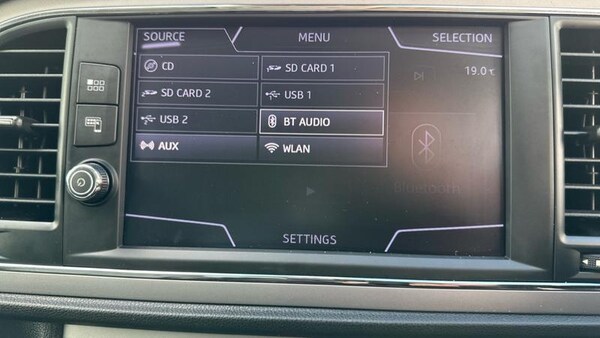 SOURCE
MENU
SELECTION
CD
SD CARD 1
19.0 °C
SD CARD 2
USB 1
USB 2
BT AUDIO
AUX
WLAN
Bluetooth
SETTINGS